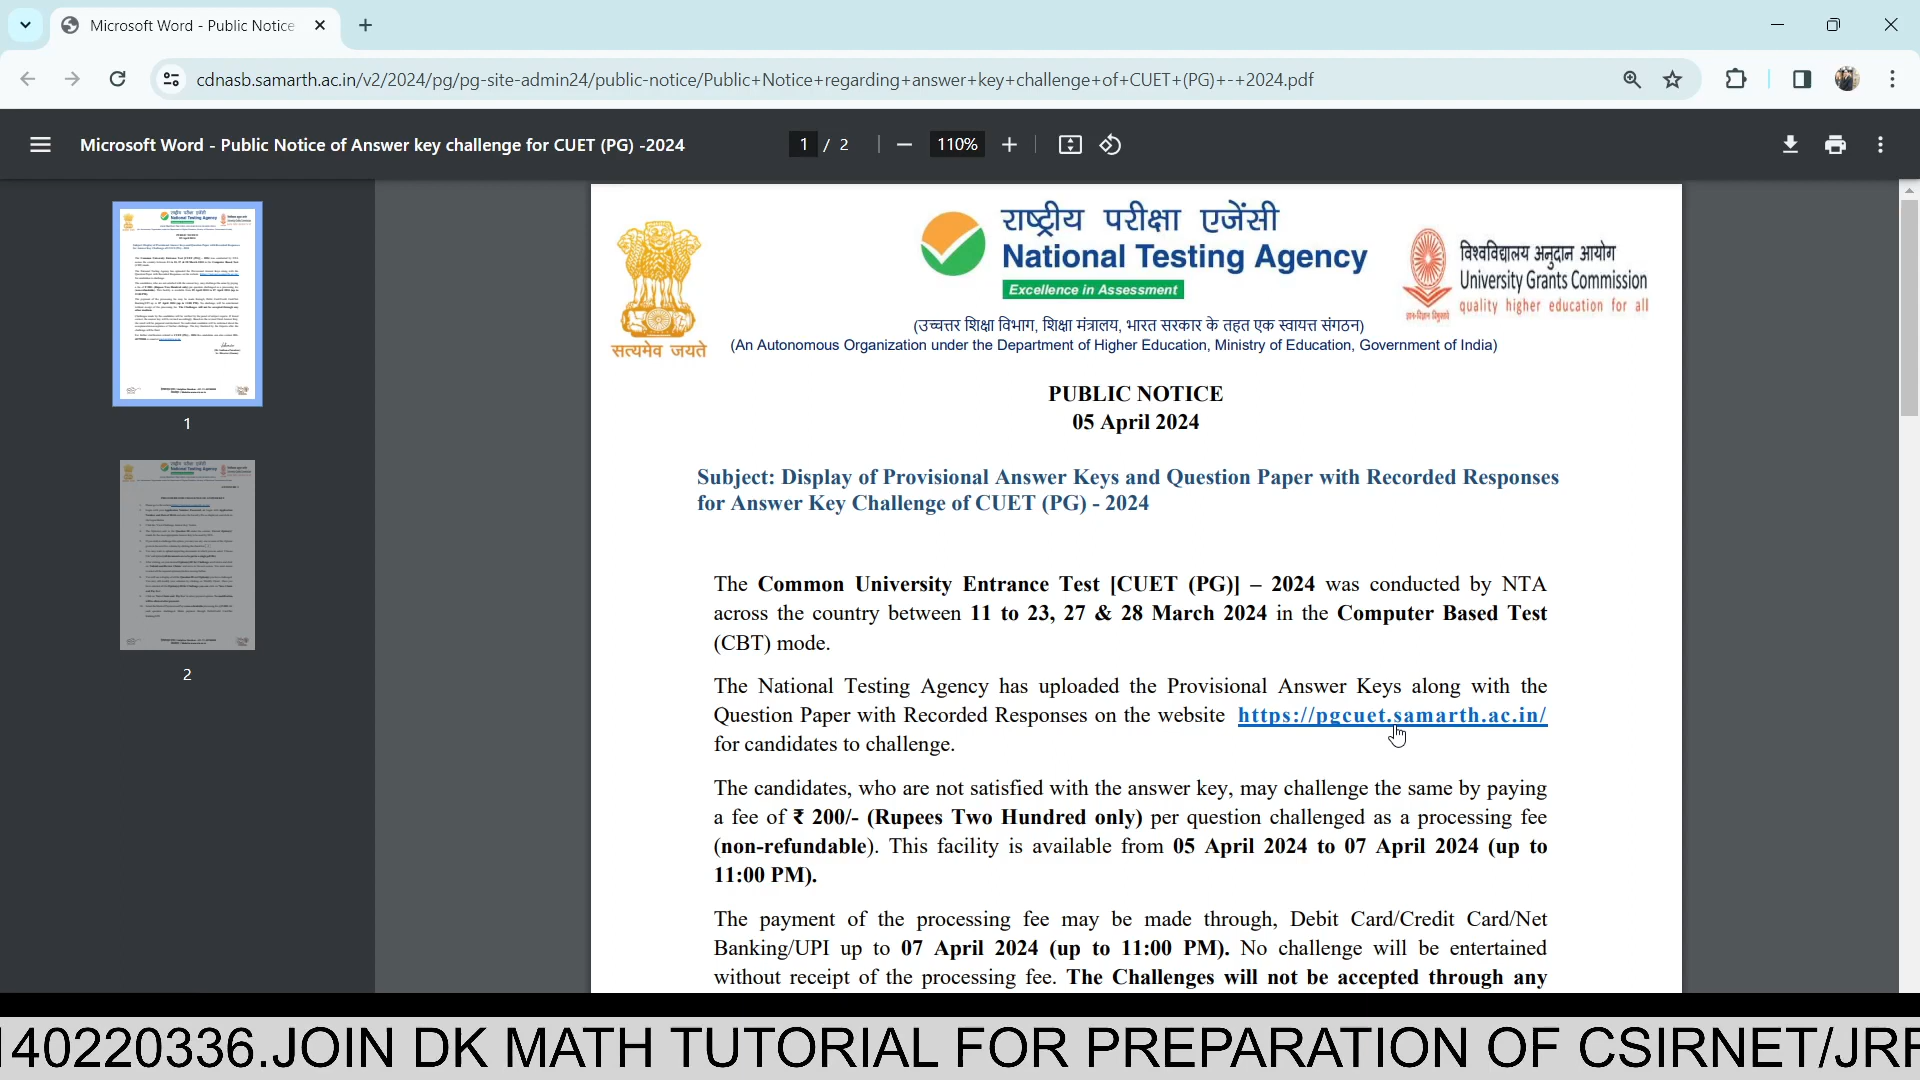 Microsoft Word - Public Notice
cdnasb.samarth.ac.in/v2/2024/pg/pg-site-admin24/public-notice/Public+Notice+regarding+answer+key+challenge+of+CUET+(PG)+-+2024.pdf
Microsoft Word - Public Notice of Answer key challenge for CUET (PG) -2024
1 / 2
110%
1
2
सत्यमेव जयते
राष्ट्रीय परीक्षा एजेंसी
National Testing Agency
Excellence in Assessment
विश्वविद्यालय अनुदान आयोग
University Grants Commission
quality higher education for all
ज्ञान-विज्ञान विमुक्तये
(उच्चतर शिक्षा विभाग, शिक्षा मंत्रालय, भारत सरकार के तहत एक स्वायत्त संगठन)
(An Autonomous Organization under the Department of Higher Education, Ministry of Education, Government of India)
PUBLIC NOTICE
05 April 2024
Subject: Display of Provisional Answer Keys and Question Paper with Recorded Responses
for Answer Key Challenge of CUET (PG) - 2024
The Common University Entrance Test [CUET (PG)] – 2024 was conducted by NTA
across the country between 11 to 23, 27 & 28 March 2024 in the Computer Based Test
(CBT) mode.
The National Testing Agency has uploaded the Provisional Answer Keys along with the
Question Paper with Recorded Responses on the website https://pgcuet.samarth.ac.in/
for candidates to challenge.
The candidates, who are not satisfied with the answer key, may challenge the same by paying
a fee of ₹ 200/- (Rupees Two Hundred only) per question challenged as a processing fee
(non-refundable). This facility is available from 05 April 2024 to 07 April 2024 (up to
11:00 PM).
The payment of the processing fee may be made through, Debit Card/Credit Card/Net
Banking/UPI up to 07 April 2024 (up to 11:00 PM). No challenge will be entertained
without receipt of the processing fee. The Challenges will not be accepted through any
140220336.JOIN DK MATH TUTORIAL FOR PREPARATION OF CSIRNET/JRF